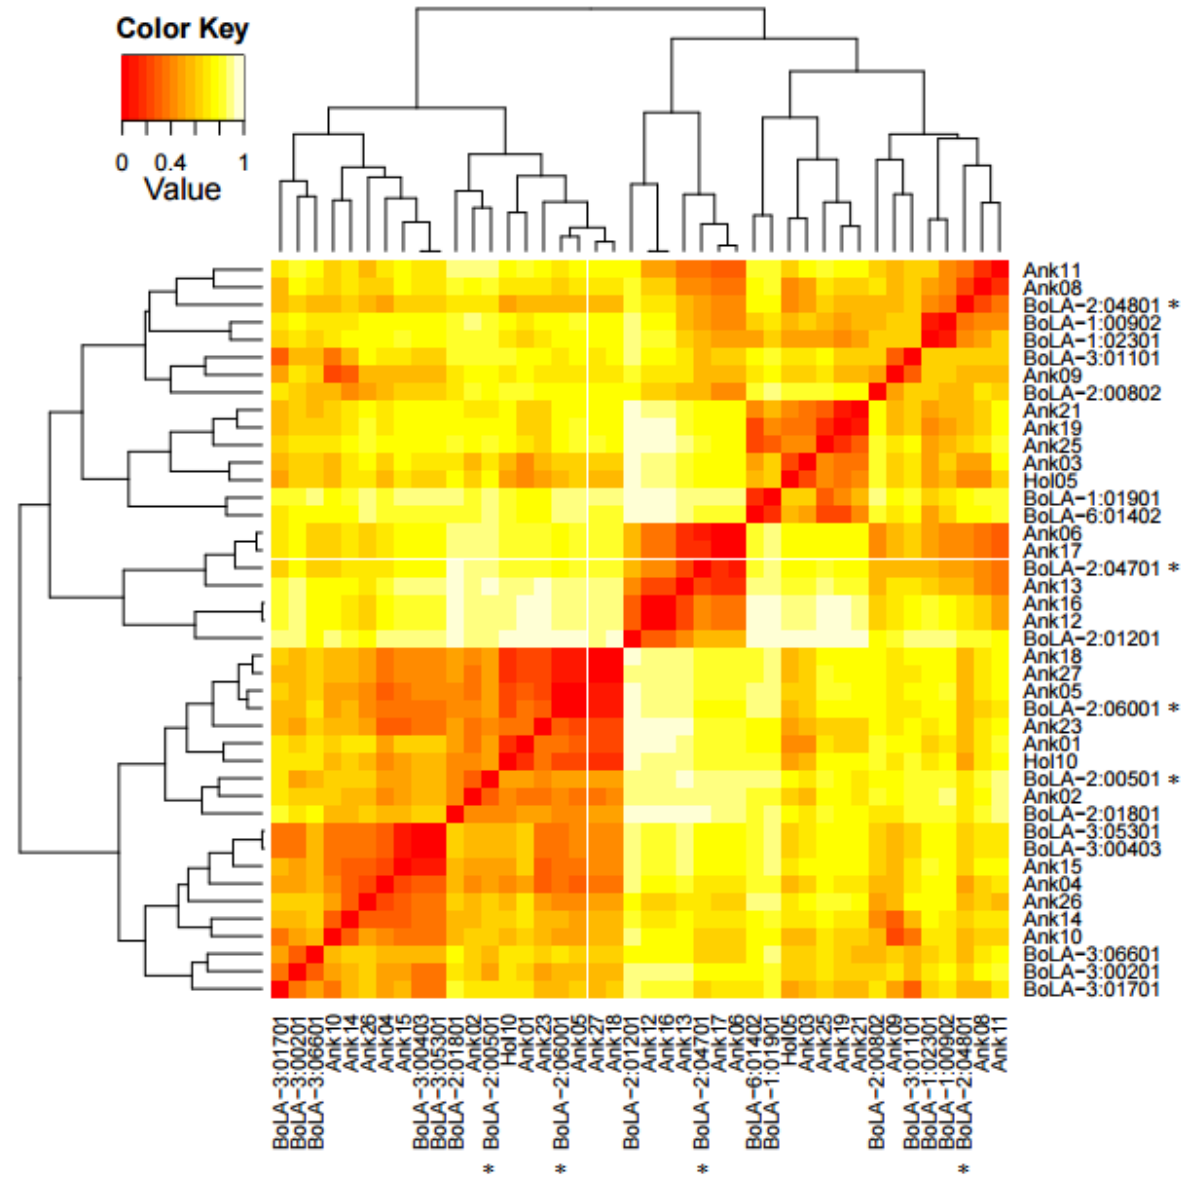 Color Key
0 0.4 1
Value
Ank11
Ank08
BoLA-2:04801 *
BoLA-1:00902
BoLA-1:02301
BoLA-3:01101
Ank09
BoLA-2:00802
Ank21
Ank19
Ank25
Ank03
Hol05
BoLA-1:01901
BoLA-6:01402
Ank06
Ank17
BoLA-2:04701 *
Ank13
Ank16
Ank12
BoLA-2:01201
Ank18
Ank27
Ank05
BoLA-2:06001 *
Ank23
Ank01
Hol10
BoLA-2:00501 *
Ank02
BoLA-2:01801
BoLA-3:05301
BoLA-3:00403
Ank15
Ank04
Ank26
Ank14
Ank10
BoLA-3:06601
BoLA-3:00201
BoLA-3:01701
BoLA-3:01701
BoLA-3:00201
BoLA-3:06601
Ank10
Ank14
Ank26
Ank04
Ank15
BoLA-3:00403
BoLA-3:05301
BoLA-2:01801
Ank02
* BoLA-2:00501
Hol10
Ank01
Ank23
* BoLA-2:06001
Ank05
Ank27
Ank18
BoLA-2:01201
Ank12
Ank16
Ank13
* BoLA-2:04701
Ank17
Ank06
BoLA-6:01402
BoLA-1:01901
Hol05
Ank03
Ank25
Ank19
Ank21
BoLA-2:00802
Ank09
BoLA-3:01101
BoLA-1:02301
BoLA-1:00902
* BoLA-2:04801
Ank08
Ank11